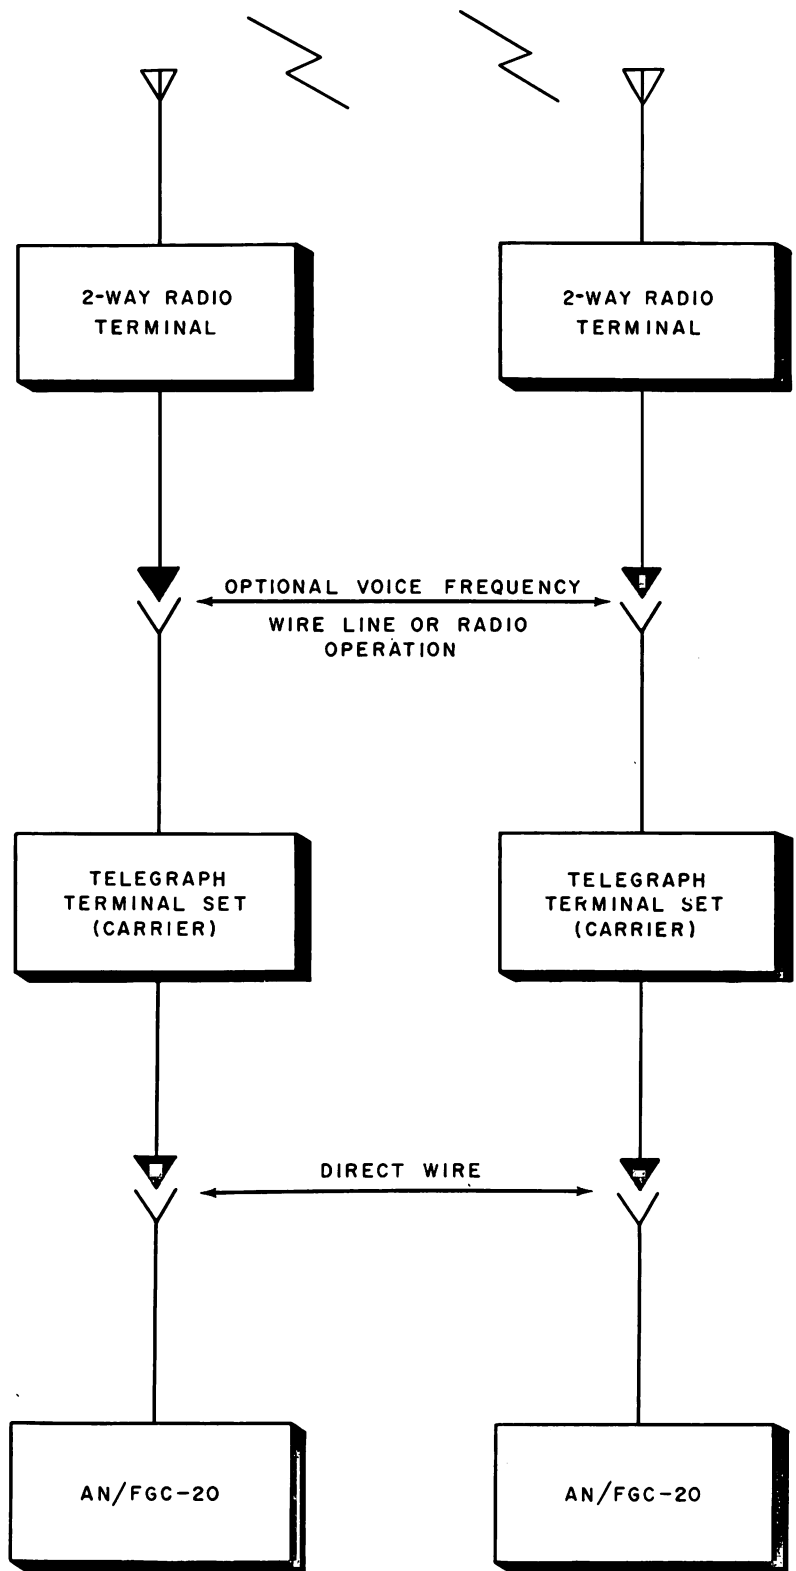 2-WAY RADIO
TERMINAL
2-WAY RADIO
TERMINAL
OPTIONAL VOICE FREQUENCY
WIRE LINE OR RADIO
OPERATION
TELEGRAPH
TERMINAL SET
(CARRIER)
TELEGRAPH
TERMINAL SET
(CARRIER)
DIRECT WIRE
AN/FGC-20
AN/FGC-20